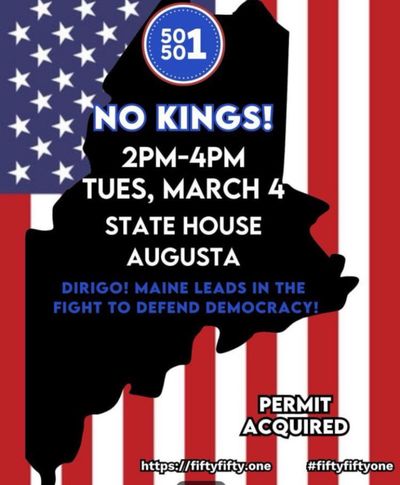 50
50 1
NO KINGS!
2PM-4PM
TUES, MARCH 4
STATE HOUSE
AUGUSTA
DIRIGO! MAINE LEADS IN THE
FIGHT TO DEFEND DEMOCRACY!
PERMIT
ACQUIRED
https://fiftyfifty.one #fiftyfiftyone